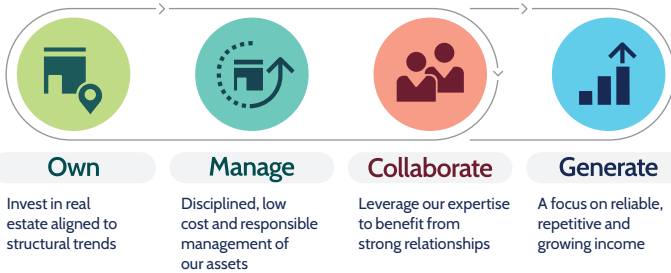 Own
Invest in real
estate aligned to
structural trends
Manage
Disciplined, low
cost and responsible
management of
our assets
Collaborate
Leverage our expertise
to benefit from
strong relationships
Generate
A focus on reliable,
repetitive and
growing income